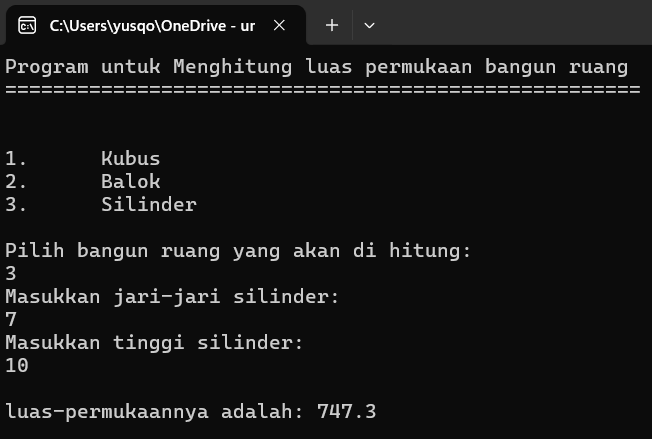 C:\Users\yusqo\OneDrive - ur
Program untuk Menghitung luas permukaan bangun ruang
=====================================================
1. Kubus
2. Balok
3. Silinder
Pilih bangun ruang yang akan di hitung:
3
Masukkan jari-jari silinder:
7
Masukkan tinggi silinder:
10
luas-permukaannya adalah: 747.3